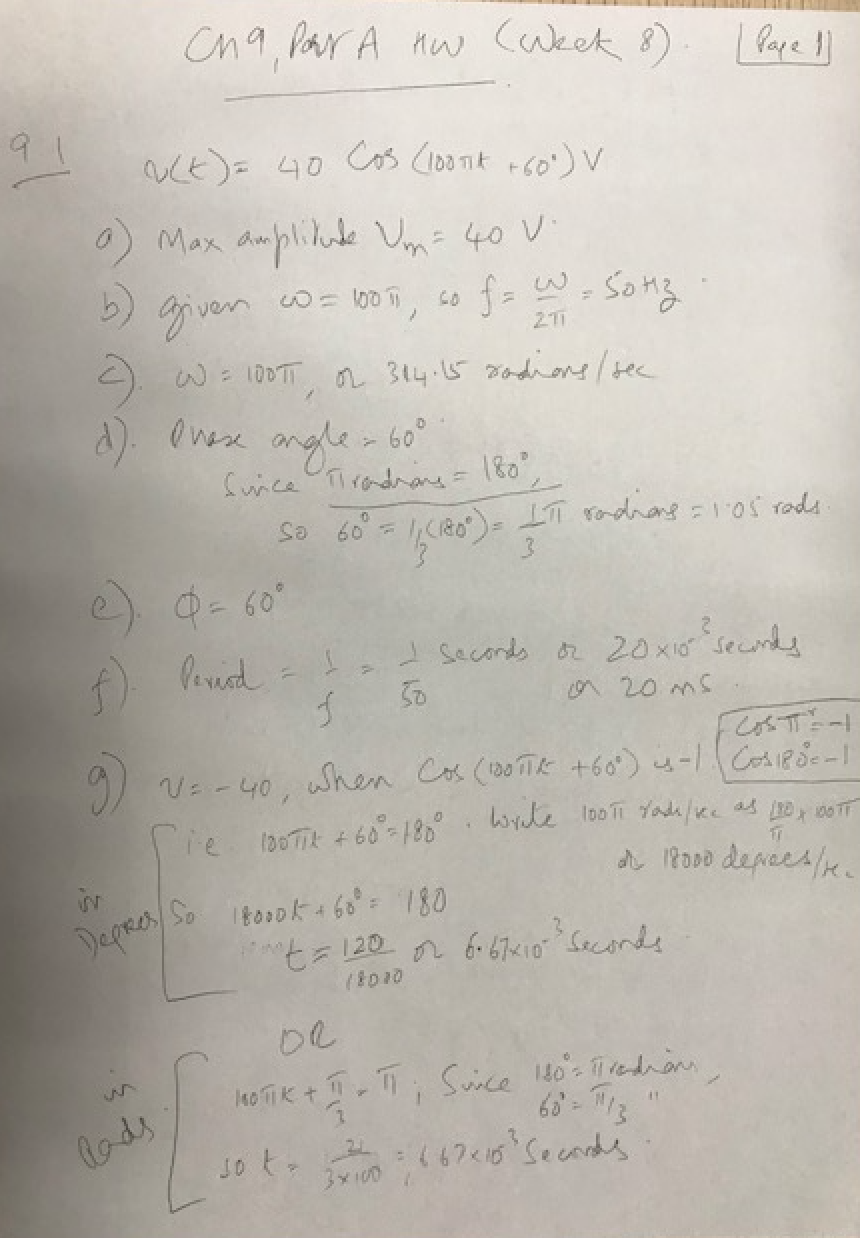 Ch 9, Part A HW (Week 8). Page 1
9.1 v(t) = 40 Cos (100πt + 60°) V
a) Max amplitude Vm = 40 V.
b) given ω = 100π, so f = ω/2π = 50 Hz.
c). ω = 100π, or 314.15 radians/sec
d). Phase angle = 60°
Since π radians = 180°,
so 60° = 1/3(180°) = 1/3 π radians = 1.05 rads.
e). Φ = 60°
f). Period = 1/f = 1/50 Seconds or 20×10⁻³ seconds
or 20 ms.
Cos πʳ = -1
Cos 180° = -1
g) v = -40, when Cos (100πt + 60°) is -1
i.e. 100πt + 60° = 180°. Write 100π rads/sec as 180/π × 100π
or 18000 degrees/sec.
in Degrees
So 18000t + 60° = 180
t = 120/18000 or 6.67×10⁻³ Seconds.
OR
in Rads.
100πt + π/3 = π, Since 180° = π radians,
60° = π/3 "
so t = 2/3×100 = 6.67×10⁻³ Seconds.